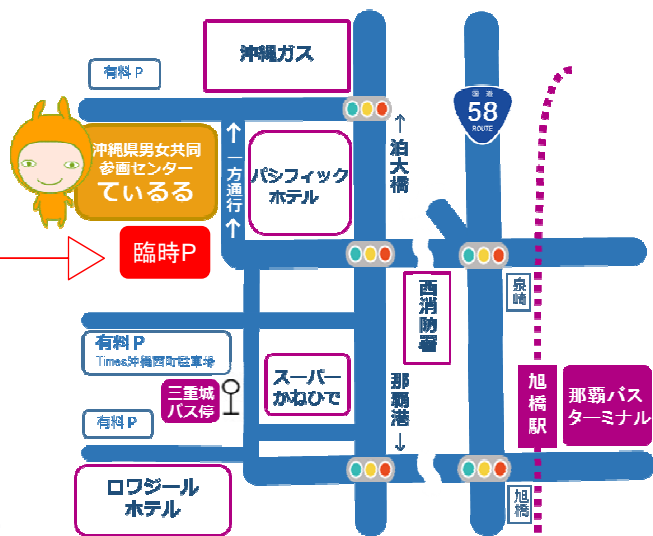 沖縄ガス
有料P
国道
58
ROUTE
沖縄県男女共同
参画センター
てぃるる
↑一方通行↑
パシフィック
ホテル
↑泊大橋
臨時P
西消防署
泉崎
有料P
Times沖縄西町駐車場
スーパー
かねひで
那覇港↓
三重城
バス停
旭橋駅
那覇バス
ターミナル
有料P
ロワジール
ホテル
旭橋